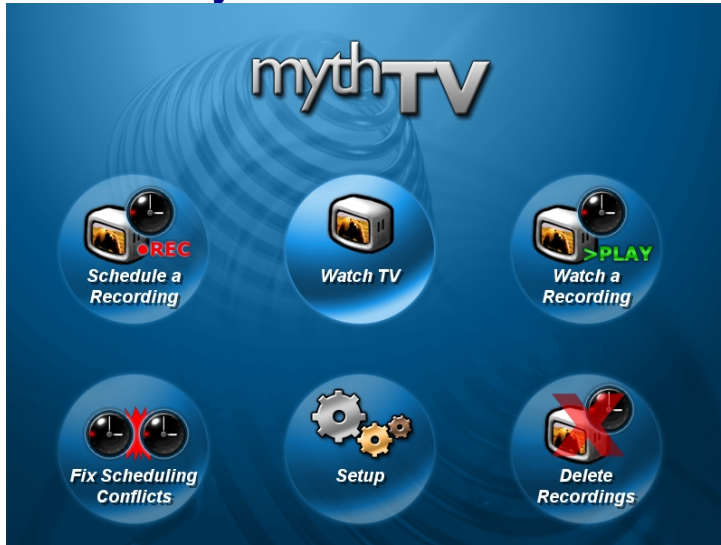 mythTV
REC
Schedule a
Recording
Watch TV
>PLAY
Watch a
Recording
Fix Scheduling
Conflicts
Setup
Delete
Recordings